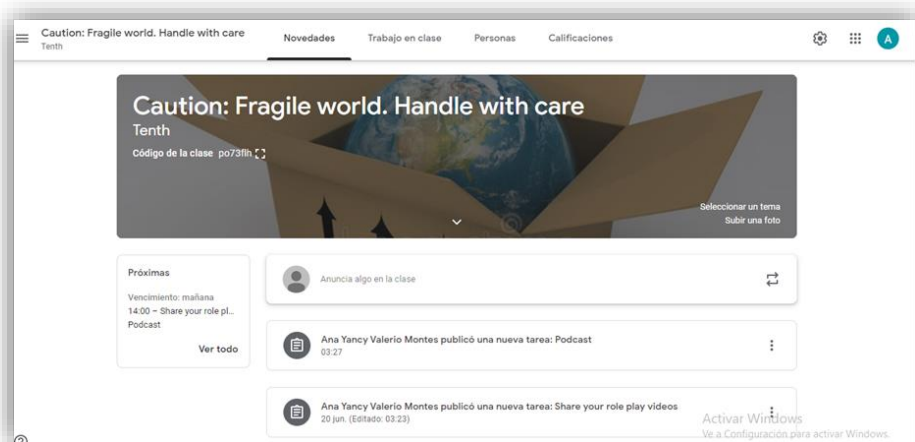 Caution: Fragile world. Handle with care
Tenth
Novedades
Trabajo en clase
Personas
Calificaciones
A
Caution: Fragile world. Handle with care
Tenth
Código de la clase po73fih
Seleccionar un tema
Subir una foto
Próximas
Vencimiento: mañana
14:00 – Share your role pl...
Podcast
Ver todo
Anuncia algo en la clase
Ana Yancy Valerio Montes publicó una nueva tarea: Podcast
03:27
Ana Yancy Valerio Montes publicó una nueva tarea: Share your role play videos
20 jun. (Editado: 03:23)
Activar Windows
Ve a Configuración para activar Windows.